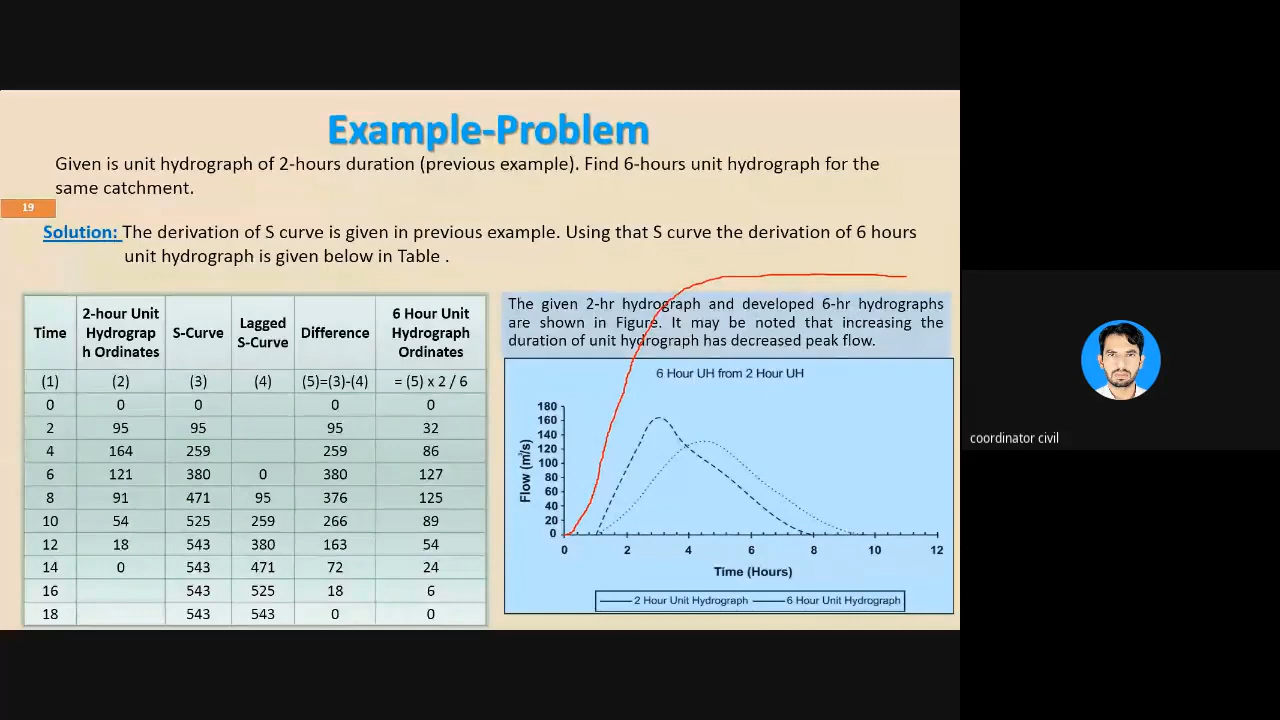 Example-Problem
Given is unit hydrograph of 2-hours duration (previous example). Find 6-hours unit hydrograph for the
same catchment.
19
Solution: The derivation of S curve is given in previous example. Using that S curve the derivation of 6 hours
unit hydrograph is given below in Table .
Time 2-hour Unit Hydrograp h Ordinates S-Curve Lagged S-Curve Difference 6 Hour Unit Hydrograph Ordinates
(1) (2) (3) (4) (5)=(3)-(4) = (5) x 2 / 6
0 0 0 0 0
2 95 95 95 32
4 164 259 259 86
6 121 380 0 380 127
8 91 471 95 376 125
10 54 525 259 266 89
12 18 543 380 163 54
14 0 543 471 72 24
16 543 525 18 6
18 543 543 0 0
The given 2-hr hydrograph and developed 6-hr hydrographs
are shown in Figure. It may be noted that increasing the
duration of unit hydrograph has decreased peak flow.
6 Hour UH from 2 Hour UH
180
160
140
120
100
80
60
40
20
0
Flow (m³/s)
0 2 4 6 8 10 12
Time (Hours)
2 Hour Unit Hydrograph 6 Hour Unit Hydrograph
coordinator civil